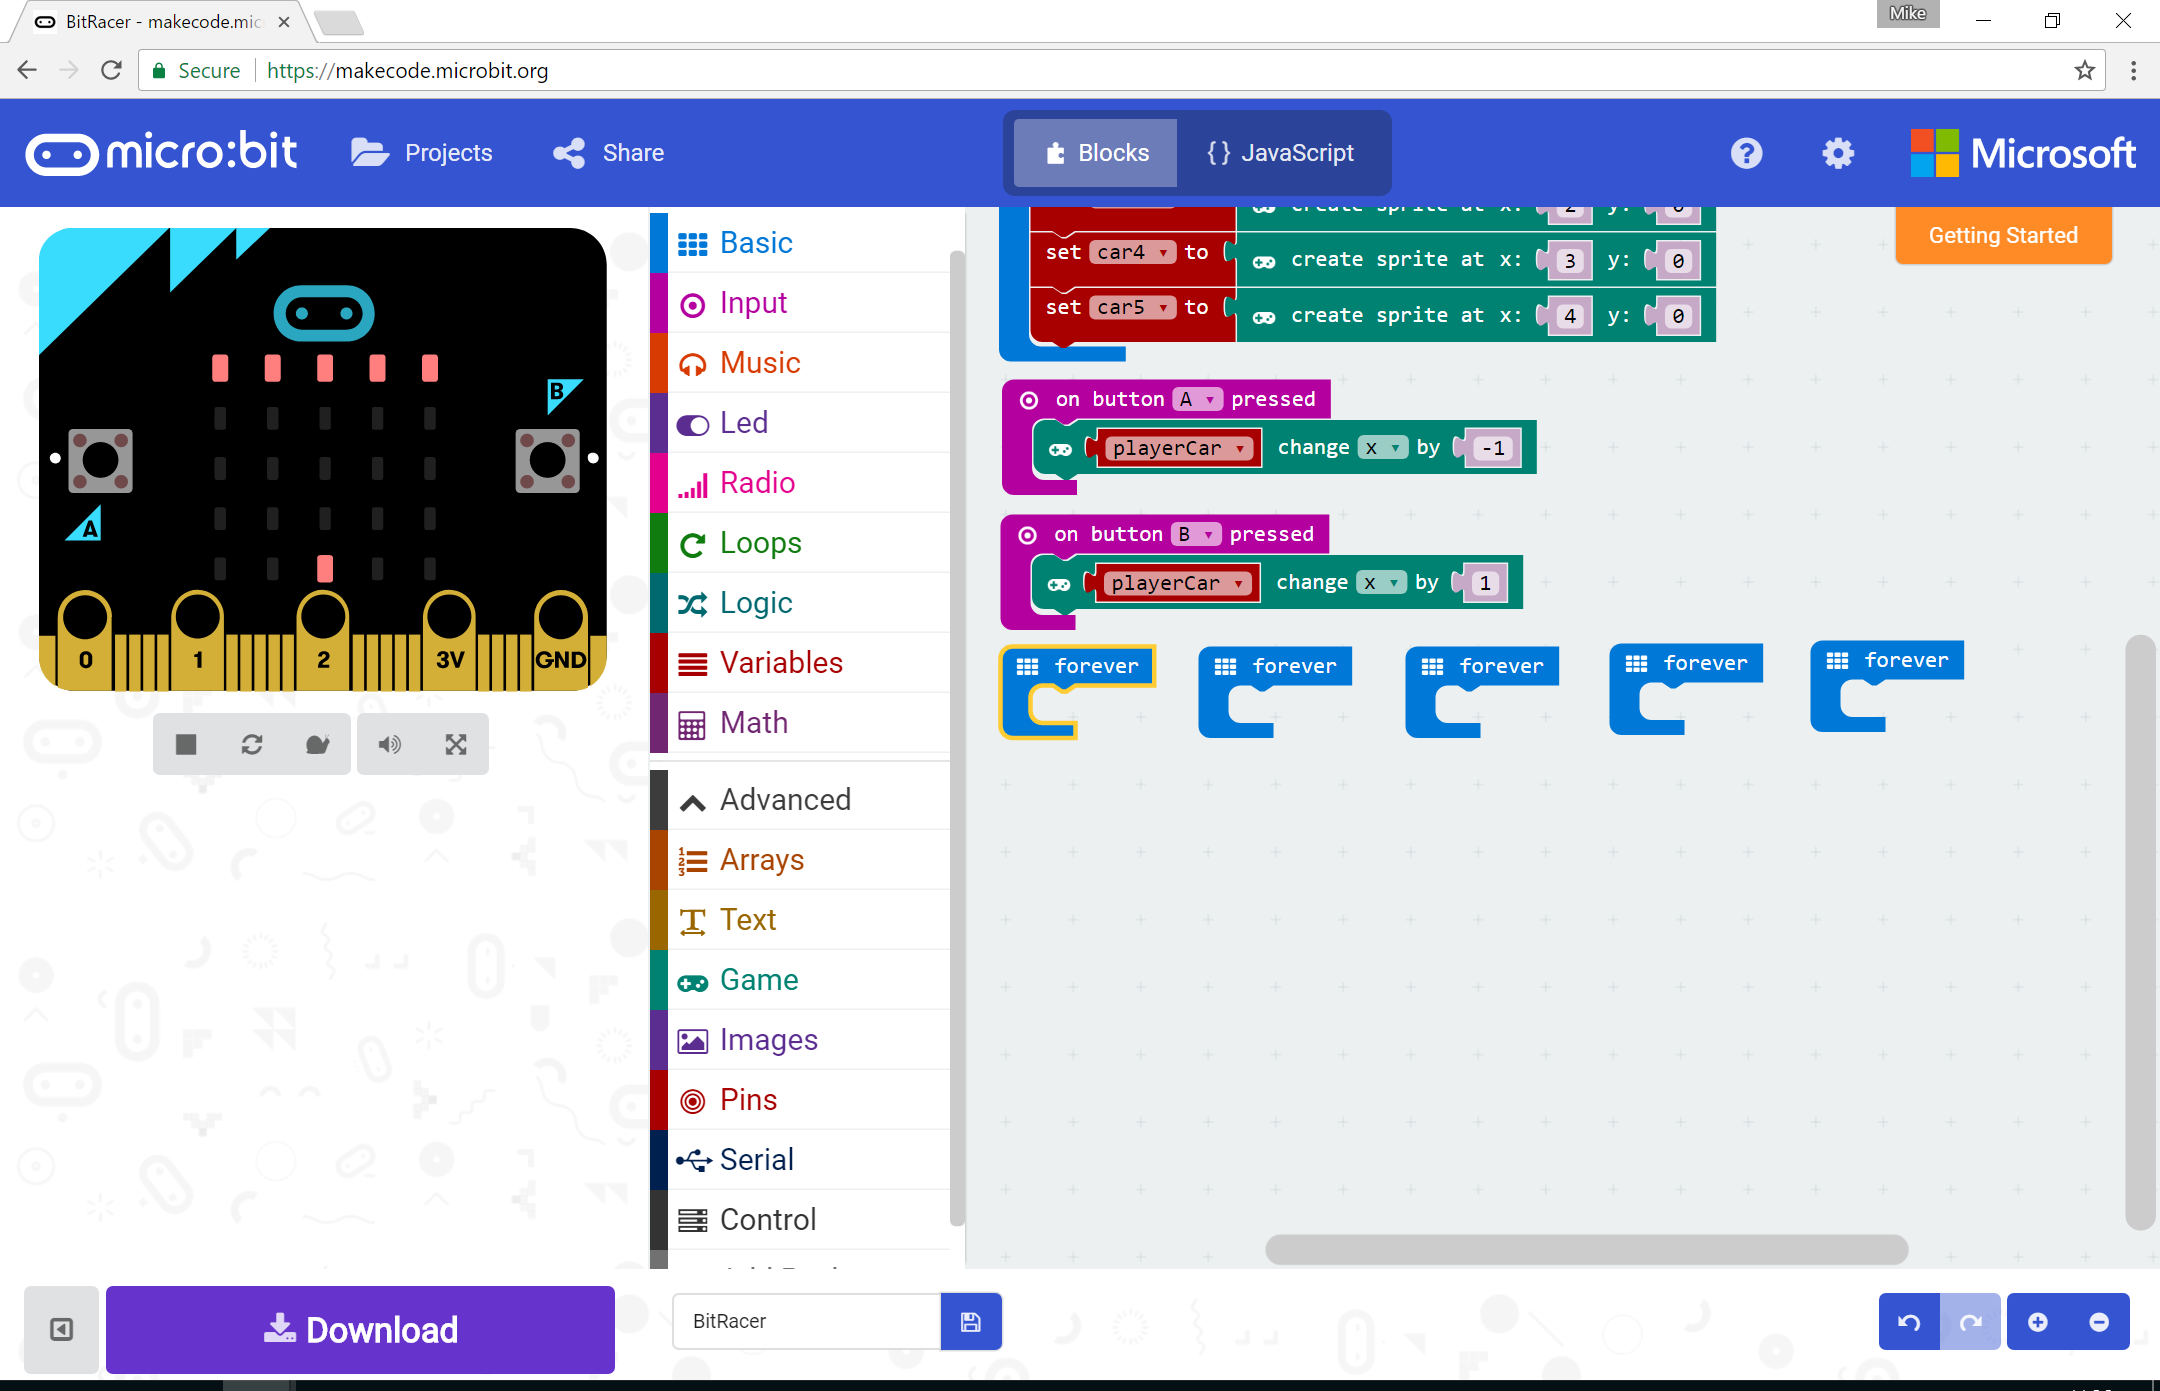 BitRacer - makecode.mic
Mike
Secure https://makecode.microbit.org
micro:bit
Projects
Share
Blocks
{} JavaScript
?
Microsoft
Getting Started
B
A
0 1 2 3V GND
Basic
Input
Music
Led
Radio
Loops
Logic
Variables
Math
Advanced
Arrays
Text
Game
Images
Pins
Serial
Control
create sprite at x: 2 y: 0
set car4 to create sprite at x: 3 y: 0
set car5 to create sprite at x: 4 y: 0
on button A pressed
playerCar change x by -1
on button B pressed
playerCar change x by 1
forever forever forever forever forever
Download
BitRacer